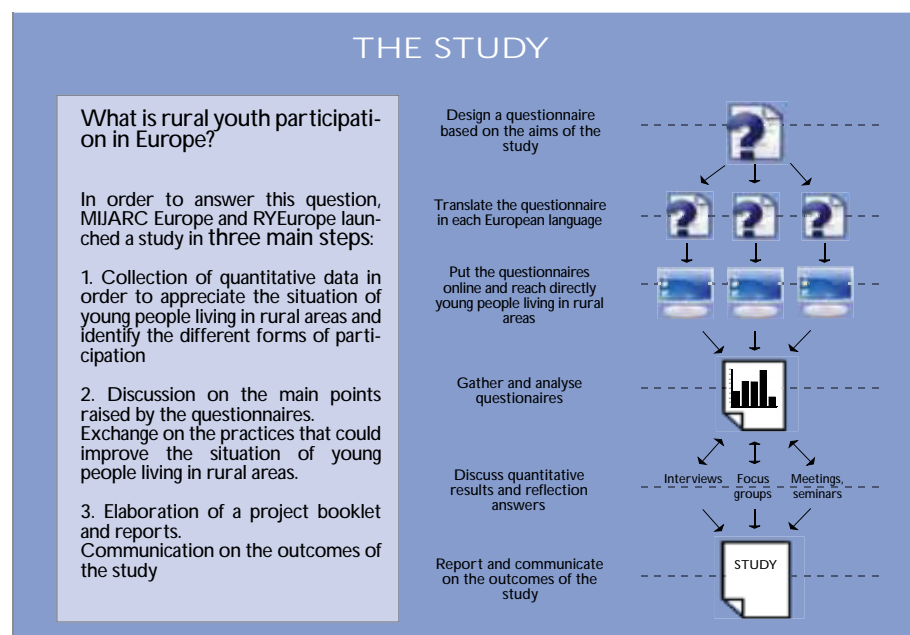 THE STUDY
What is rural youth participati-
on in Europe?
In order to answer this question,
MIJARC Europe and RYEurope laun-
ched a study in three main steps:
1. Collection of quantitative data in
order to appreciate the situation of
young people living in rural areas and
identify the different forms of parti-
cipation
2. Discussion on the main points
raised by the questionnaires.
Exchange on the practices that could
improve the situation of young
people living in rural areas.
3. Elaboration of a project booklet
and reports.
Communication on the outcomes of
the study
Design a questionnaire
based on the aims of the
study
Translate the questionnaire
in each European language
Put the questionnaires
online and reach directly
young people living in rural
areas
Gather and analyse
questionaires
Discuss quantitative
results and reflection
answers
Interviews
Focus
groups
Meetings,
seminars
Report and communicate
on the outcomes of the
study
STUDY